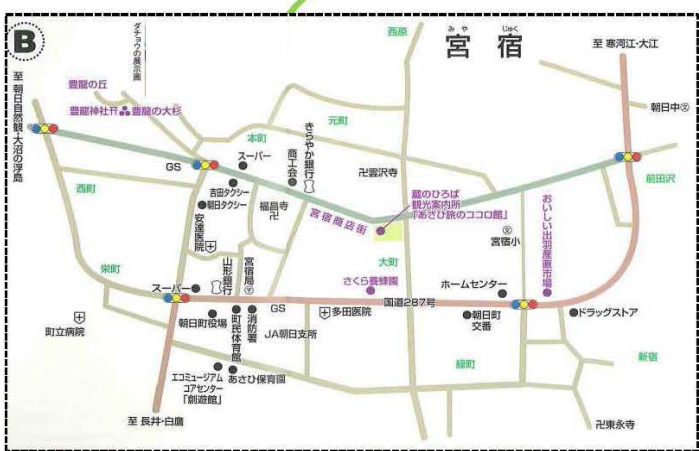 B
みや じゅく
宮宿
至 寒河江・大江
朝日中文
西原
ダチョウの展示園
豊龍の丘
豊龍神社 豊龍の大杉
至 朝日自然観・大沼の浮島
元町
本町
きらやか銀行
商工会
スーパー
GS
卍雲沢寺
前田沢
西町
吉田タクシー
朝日タクシー
福昌寺
卍
宮宿商店街
蔵のひろば
観光案内所
「あさひ旅のココロ館」
安達医院
文
宮宿小
おいしい出羽産直市場
大町
栄町
スーパー
山形銀行
宮宿局
〒
さくら養蜂園
ホームセンター
国道287号
GS
町立病院
朝日町役場
町民体育館
消防署
JA朝日支所
多田医院
朝日町
交番
ドラッグストア
エコミュージアム
コアセンター
「創遊館」
あさひ保育園
緑町
新宿
至 長井・白鷹
卍東永寺